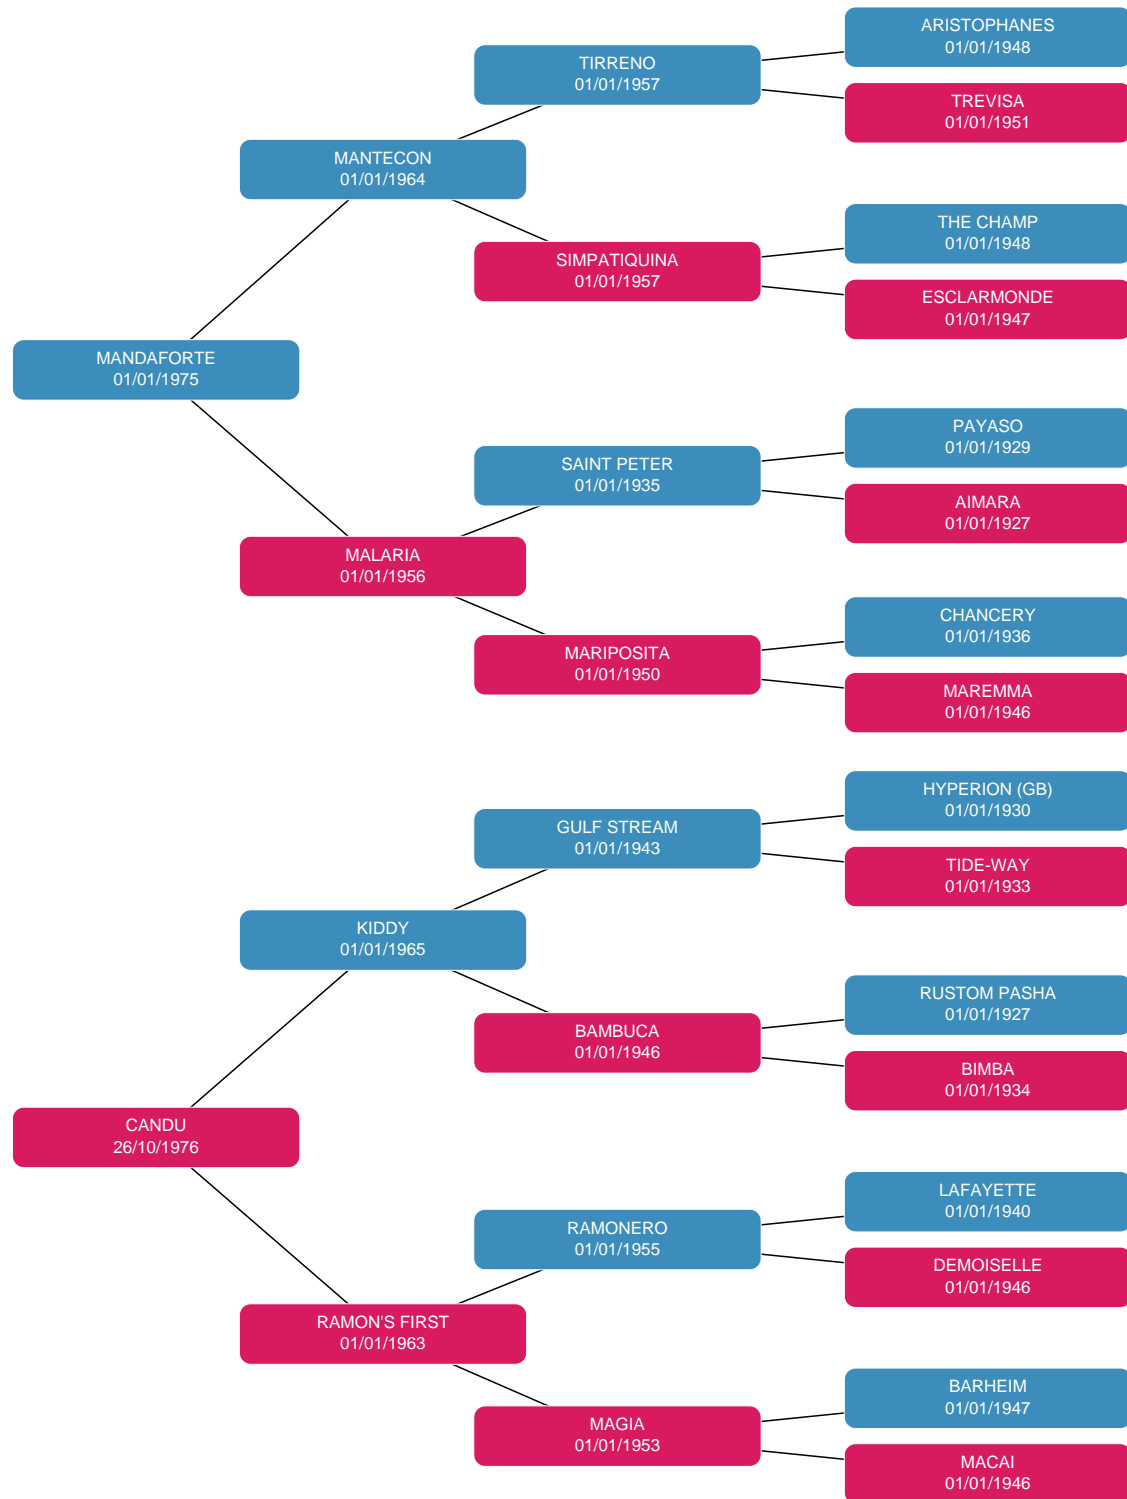 ARISTOPHANES
01/01/1948
TIRRENO
01/01/1957
TREVISA
01/01/1951
MANTECON
01/01/1964
THE CHAMP
01/01/1948
SIMPATIQUINA
01/01/1957
ESCLARMONDE
01/01/1947
MANDAFORTE
01/01/1975
PAYASO
01/01/1929
SAINT PETER
01/01/1935
AIMARA
01/01/1927
MALARIA
01/01/1956
CHANCERY
01/01/1936
MARIPOSITA
01/01/1950
MAREMMA
01/01/1946
HYPERION (GB)
01/01/1930
GULF STREAM
01/01/1943
TIDE-WAY
01/01/1933
KIDDY
01/01/1965
RUSTOM PASHA
01/01/1927
BAMBUCA
01/01/1946
BIMBA
01/01/1934
CANDU
26/10/1976
LAFAYETTE
01/01/1940
RAMONERO
01/01/1955
DEMOISELLE
01/01/1946
RAMON'S FIRST
01/01/1963
BARHEIM
01/01/1947
MAGIA
01/01/1953
MACAI
01/01/1946